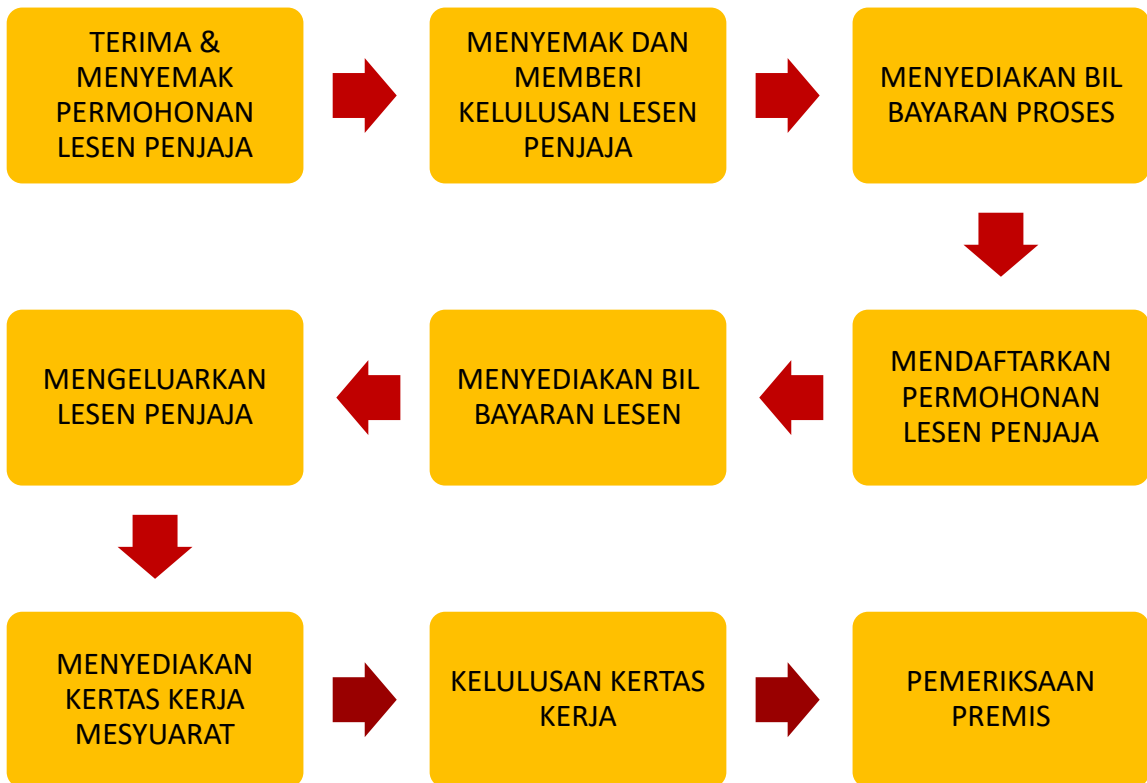 TERIMA &
MENYEMAK
PERMOHONAN
LESEN PENJAJA
MENYEMAK DAN
MEMBERI
KELULUSAN LESEN
PENJAJA
MENYEDIAKAN BIL
BAYARAN PROSES
MENDAFTARKAN
PERMOHONAN
LESEN PENJAJA
MENYEDIAKAN BIL
BAYARAN LESEN
MENGELUARKAN
LESEN PENJAJA
MENYEDIAKAN
KERTAS KERJA
MESYUARAT
KELULUSAN KERTAS
KERJA
PEMERIKSAAN
PREMIS